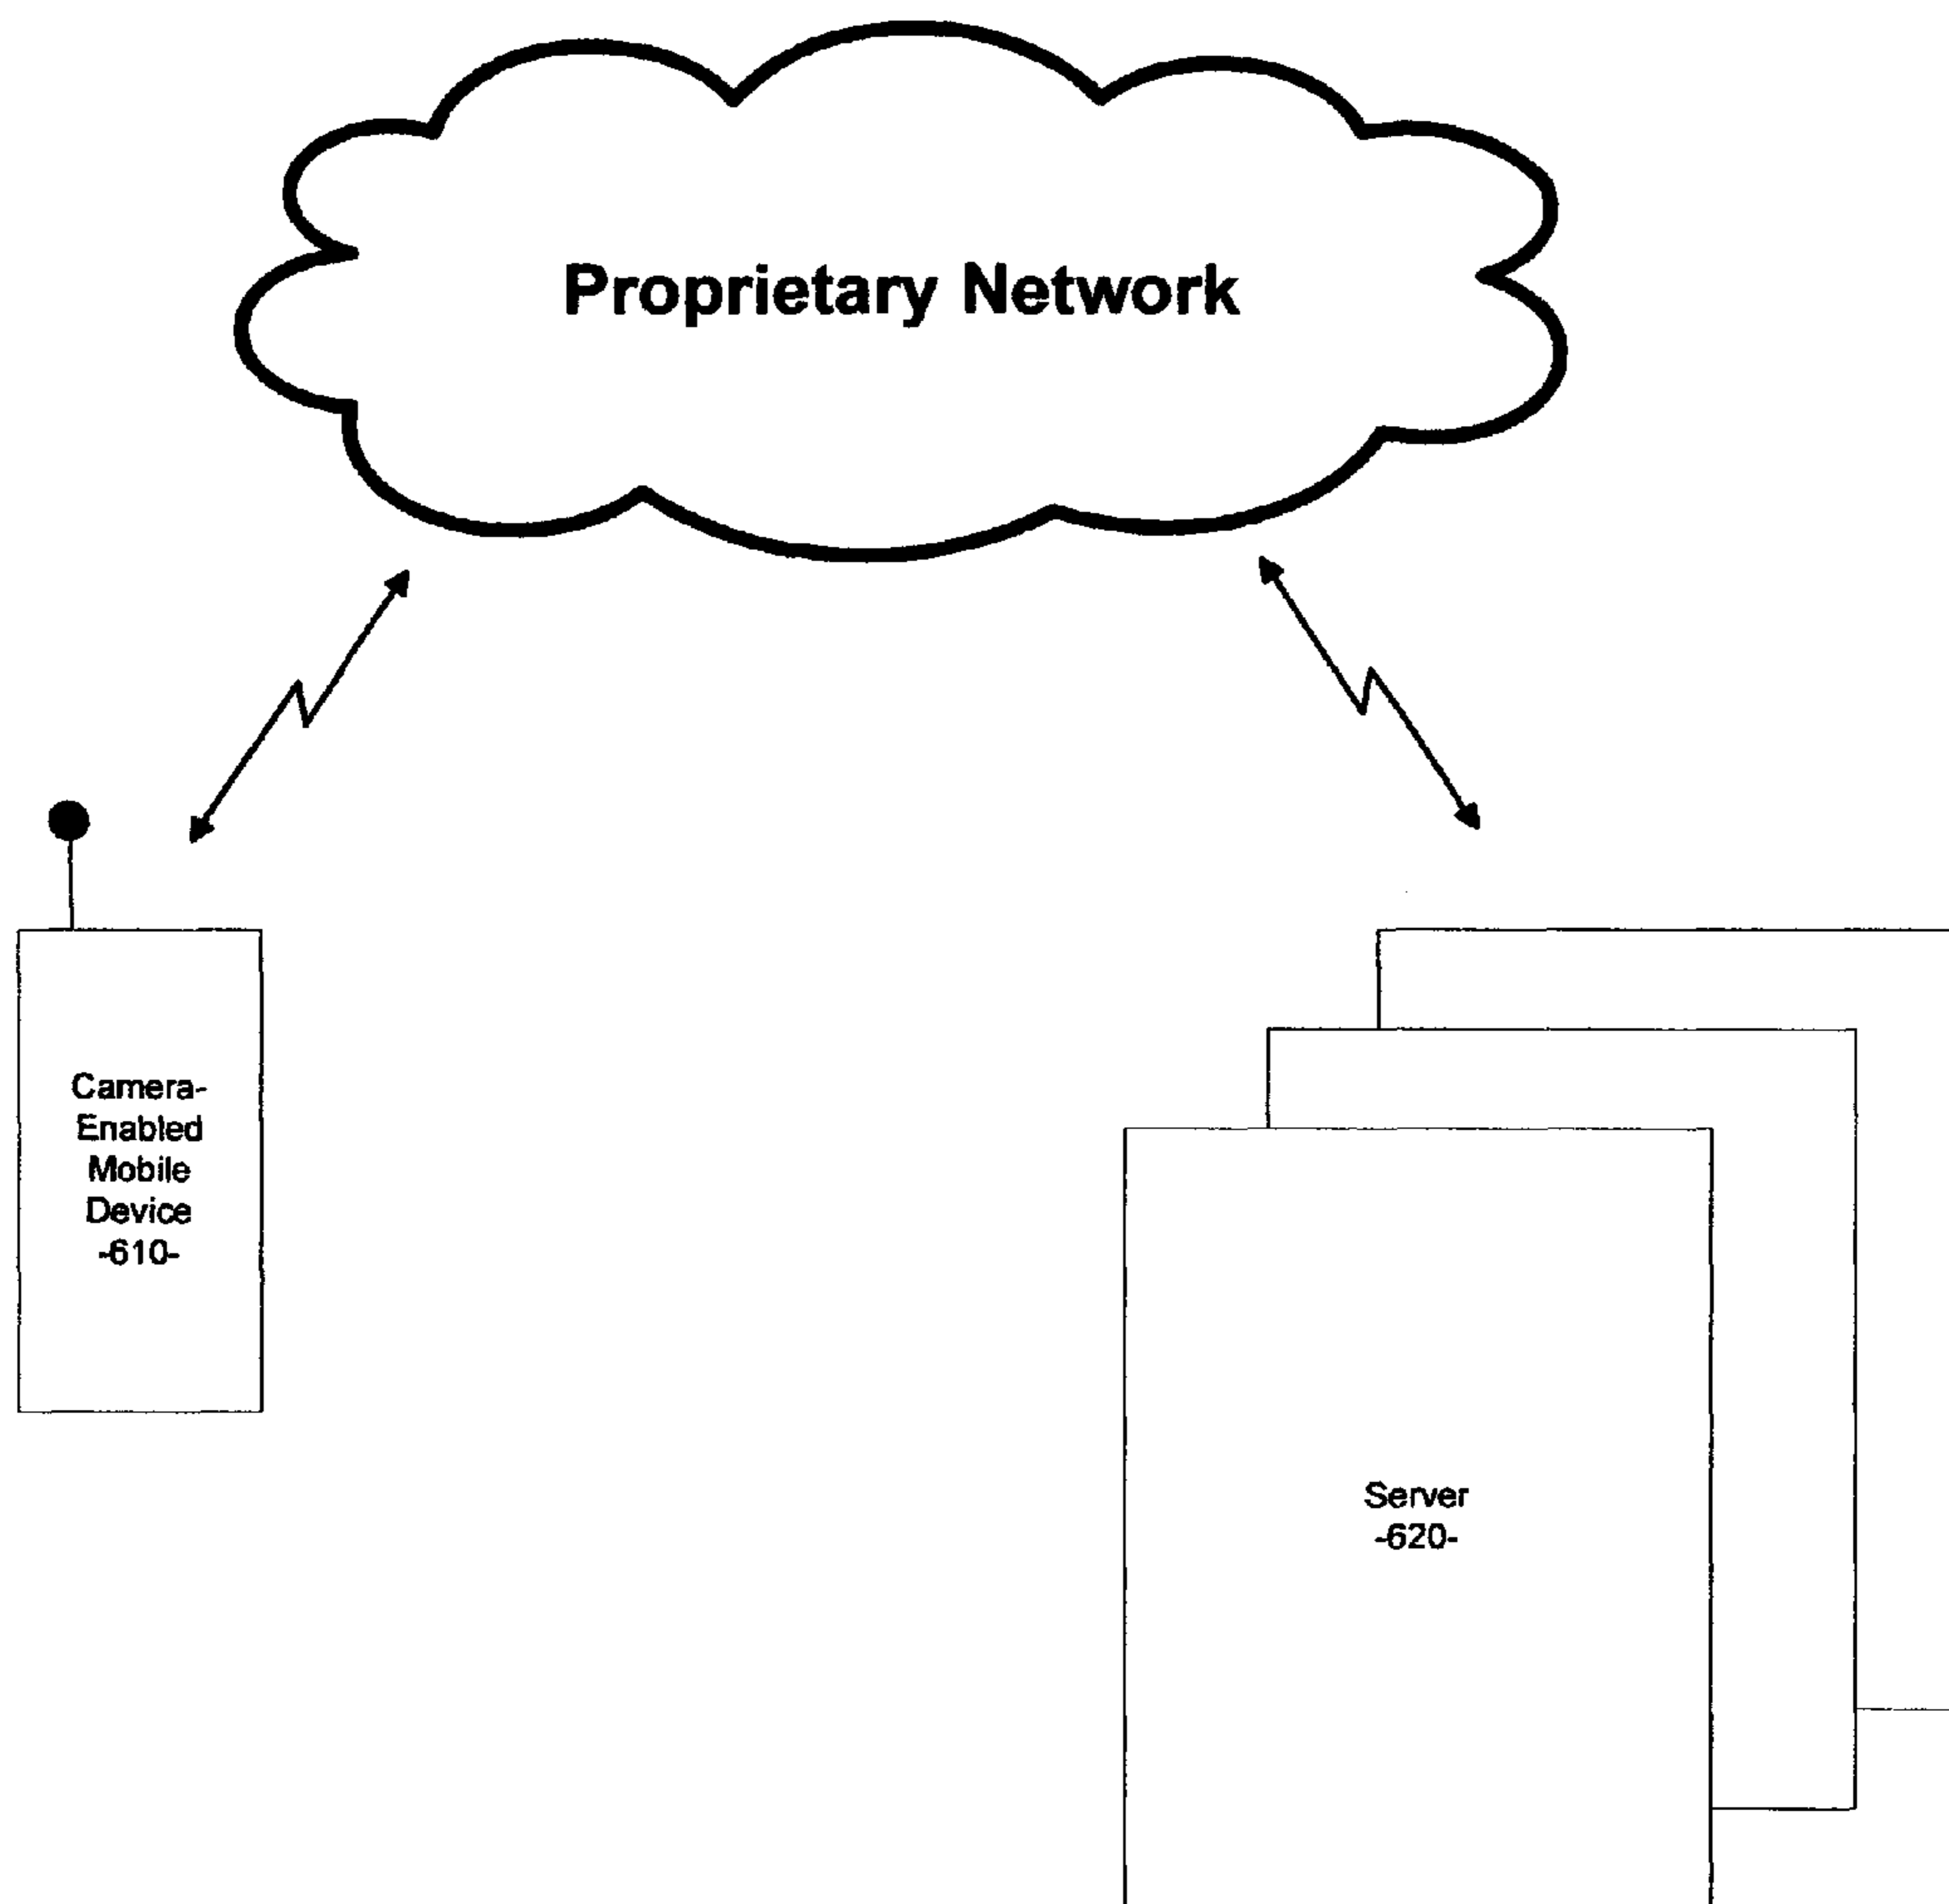 Proprietary Network
Camera-
Enabled
Mobile
Device
-610-
Server
-620-